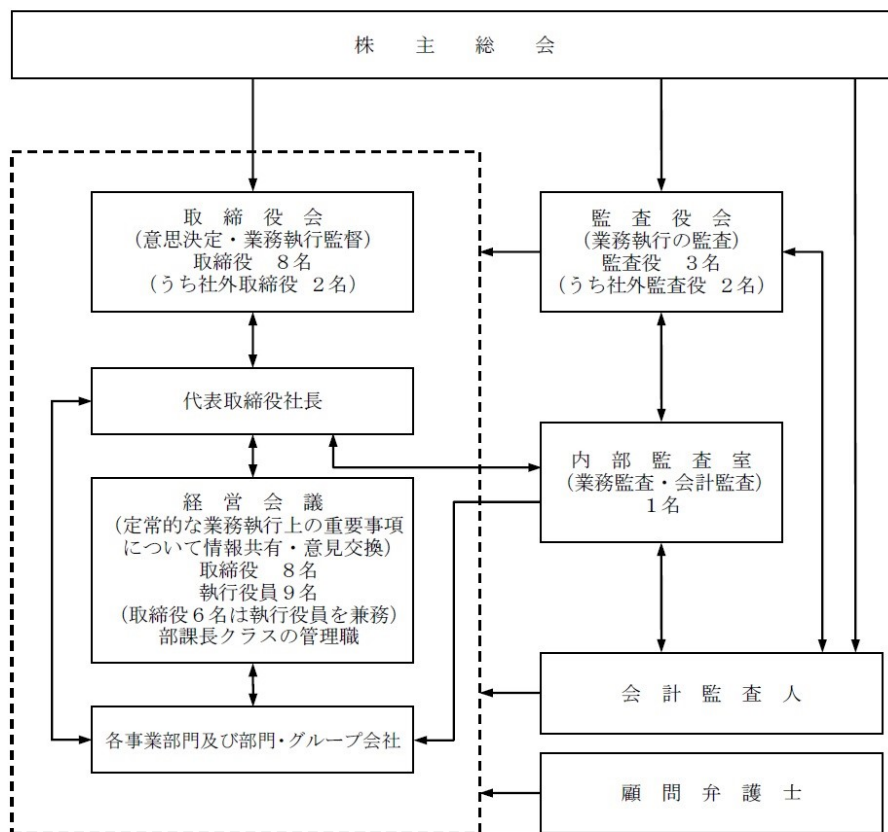 株　主　総　会
取　締　役　会
(意思決定・業務執行監督)
取締役　８名
(うち社外取締役 ２名)
監　査　役　会
(業務執行の監査)
監査役　３名
(うち社外監査役 ２名)
代表取締役社長
内　部　監　査　室
(業務監査・会計監査)
１名
経　営　会　議
(定常的な業務執行上の重要事項
について情報共有・意見交換)
取締役　８名
執行役員９名
(取締役６名は執行役員を兼務)
部課長クラスの管理職
会　計　監　査　人
各事業部門及び部門・グループ会社
顧　問　弁　護　士